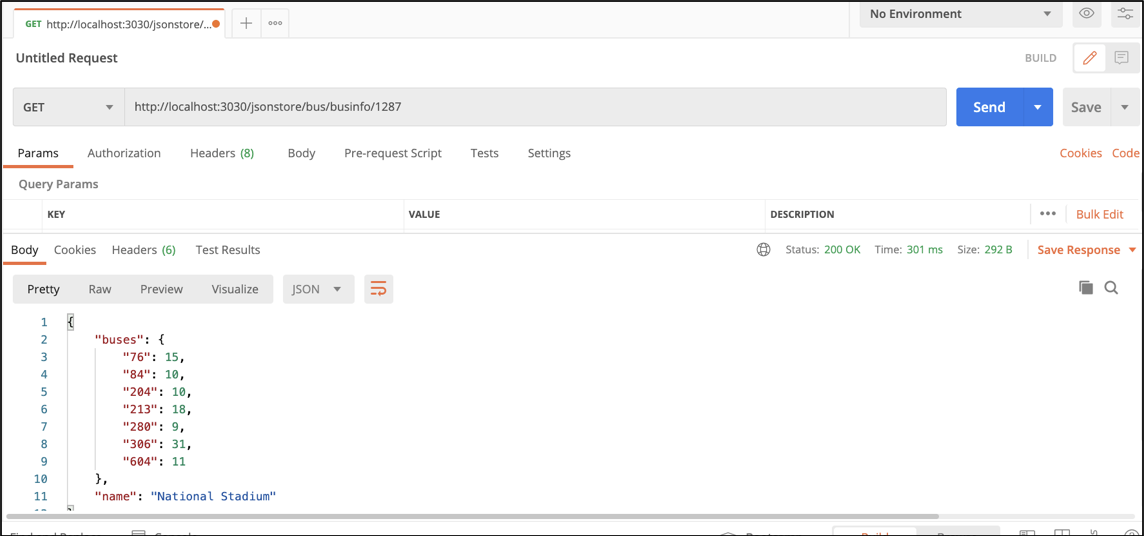 GET http://localhost:3030/jsonstore/... + ooo No Environment
Untitled Request BUILD
GET http://localhost:3030/jsonstore/bus/businfo/1287 Send Save
Params Authorization Headers (8) Body Pre-request Script Tests Settings Cookies Code
Query Params
KEY VALUE DESCRIPTION ••• Bulk Edit
Body Cookies Headers (6) Test Results Status: 200 OK Time: 301 ms Size: 292 B Save Response
Pretty Raw Preview Visualize JSON
1 {
2 "buses": {
3 "76": 15,
4 "84": 10,
5 "204": 10,
6 "213": 18,
7 "280": 9,
8 "306": 31,
9 "604": 11
10 },
11 "name": "National Stadium"